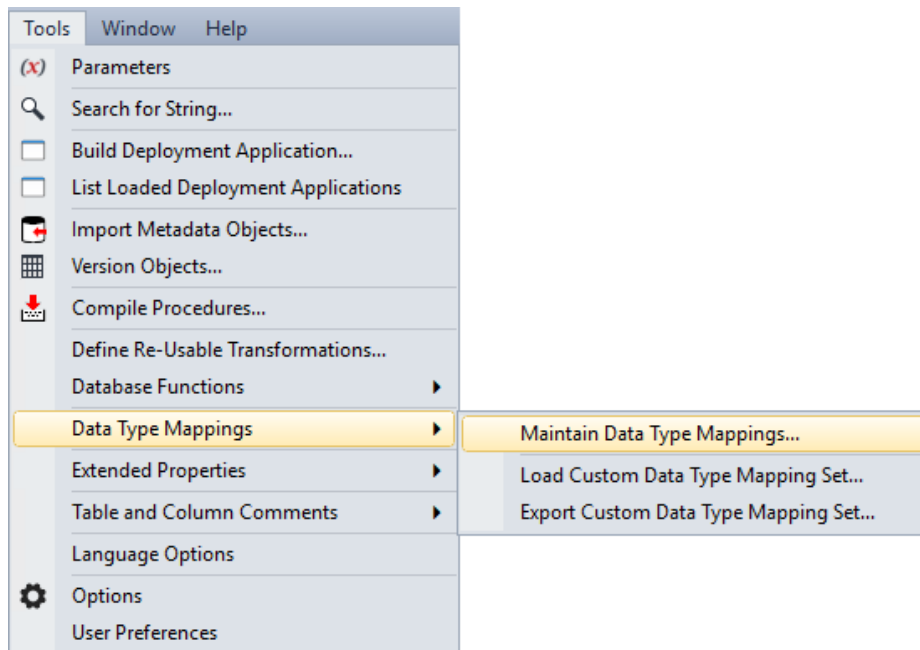 Tools Window Help
(x) Parameters
Search for String...
Build Deployment Application...
List Loaded Deployment Applications
Import Metadata Objects...
Version Objects...
Compile Procedures...
Define Re-Usable Transformations...
Database Functions
Data Type Mappings
Maintain Data Type Mappings...
Load Custom Data Type Mapping Set...
Export Custom Data Type Mapping Set...
Extended Properties
Table and Column Comments
Language Options
Options
User Preferences